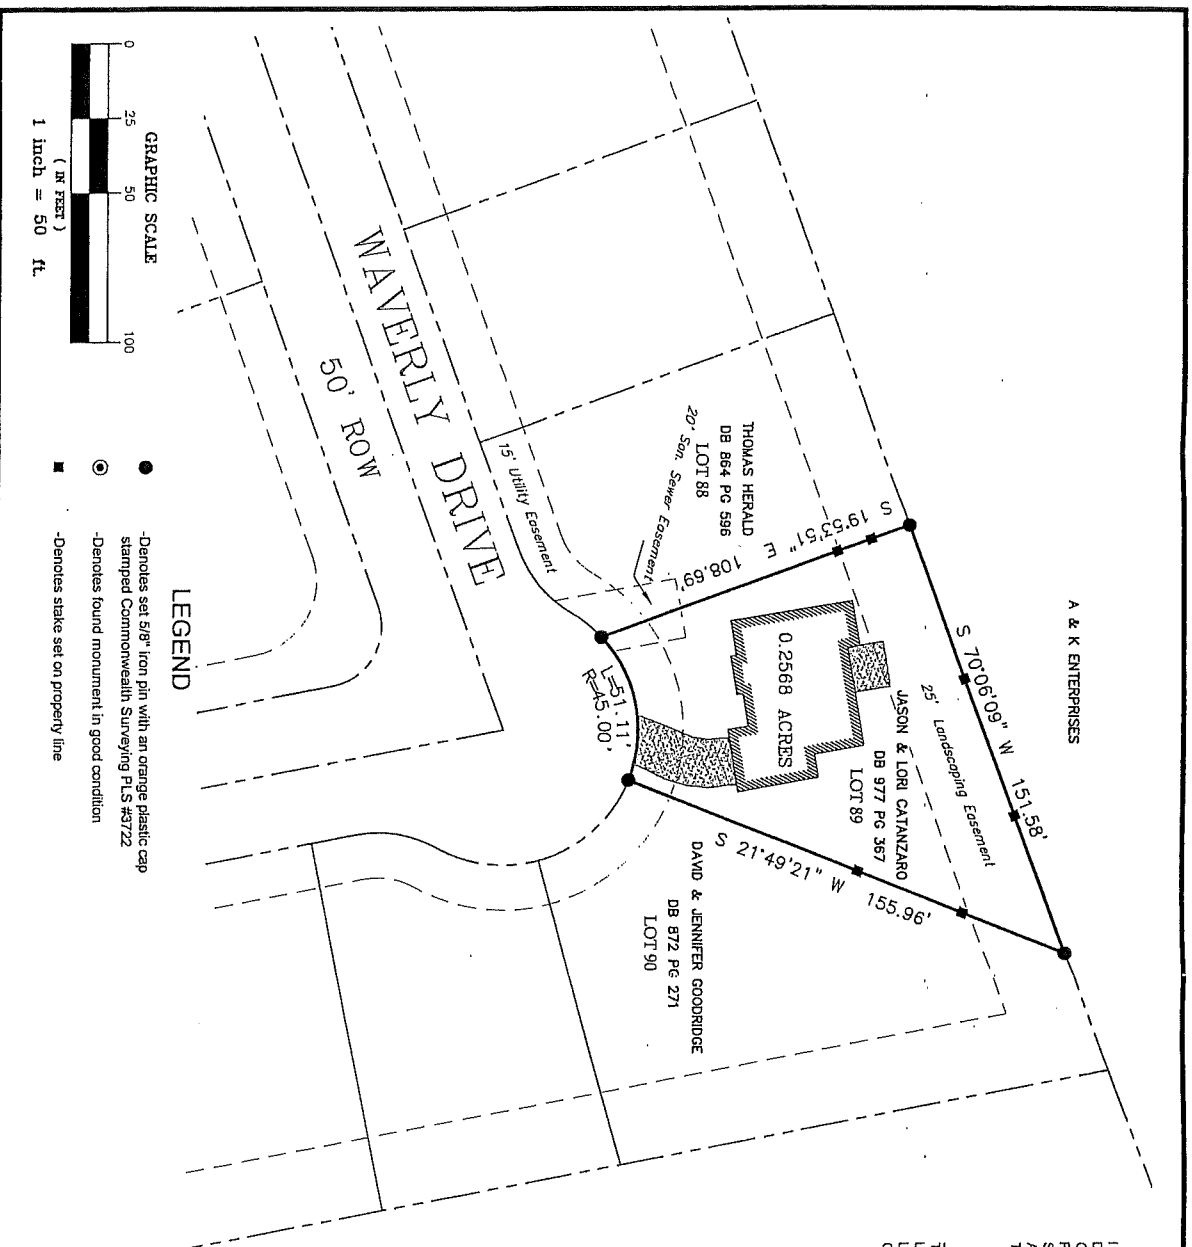 A & K ENTERPRISES
S 70°06'09" W 151.58'
25' Landscaping Easement
S 19°53'51" E 108.69'
JASON & LORI CATANZARO
DB 977 PG 367
LOT 89
0.2568 ACRES
THOMAS HERALD
DB 864 PG 596
LOT 88
20' San. Sewer Easement
S 21°49'21" W 155.96'
DAVID & JENNIFER GOODRIDGE
DB 872 PG 271
LOT 90
L=51.11'
R=45.00'
15' Utility Easement
WAVERLY DRIVE
50' ROW
GRAPHIC SCALE
0 25 50 100
( IN FEET )
1 inch = 50 ft.
LEGEND
-Denotes set 5/8" iron pin with an orange plastic cap
stamped Commonwealth Surveying PLS #3722
-Denotes found monument in good condition
-Denotes stake set on property line